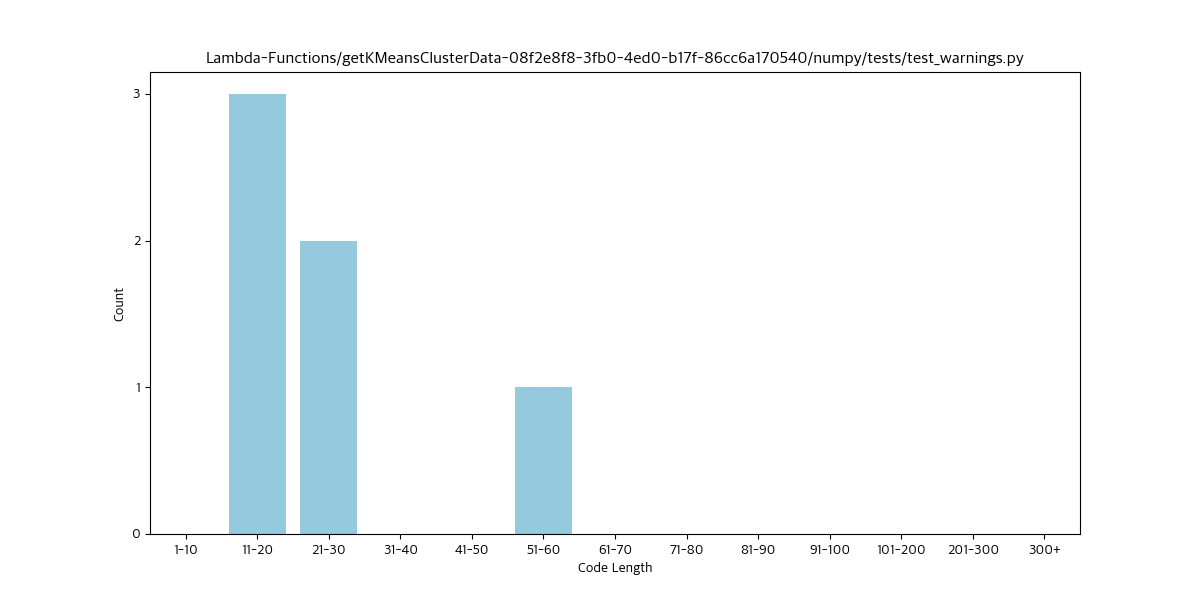 Lambda-Functions/getKMeansClusterData-08f2e8f8-3fb0-4ed0-b17f-86cc6a170540/numpy/tests/test_warnings.py
3
2
1
0
Count
1-10 11-20 21-30 31-40 41-50 51-60 61-70 71-80 81-90 91-100 101-200 201-300 300+
Code Length